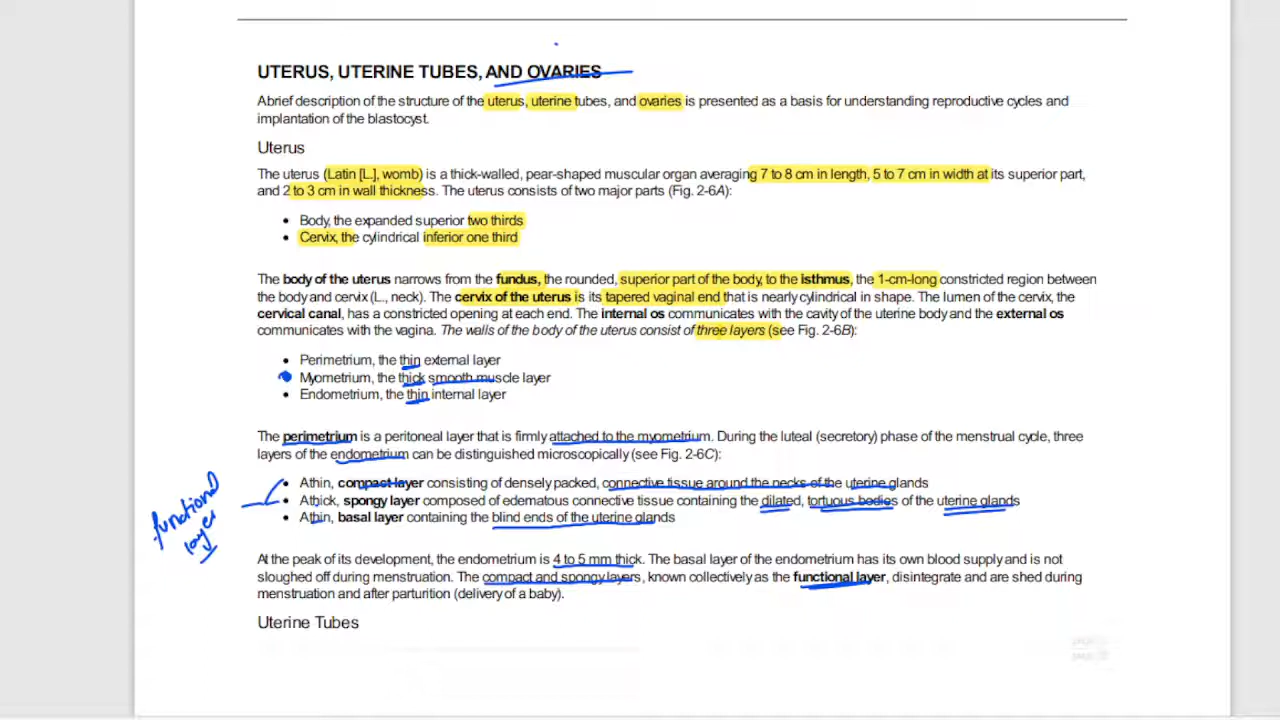 UTERUS, UTERINE TUBES, AND OVARIES
A brief description of the structure of the uterus, uterine tubes, and ovaries is presented as a basis for understanding reproductive cycles and
implantation of the blastocyst.
Uterus
The uterus (Latin [L.], womb) is a thick-walled, pear-shaped muscular organ averaging 7 to 8 cm in length, 5 to 7 cm in width at its superior part,
and 2 to 3 cm in wall thickness. The uterus consists of two major parts (Fig. 2-6A):
• Body, the expanded superior two thirds
• Cervix, the cylindrical inferior one third
The body of the uterus narrows from the fundus, the rounded, superior part of the body, to the isthmus, the 1-cm-long constricted region between
the body and cervix (L., neck). The cervix of the uterus is its tapered vaginal end that is nearly cylindrical in shape. The lumen of the cervix, the
cervical canal, has a constricted opening at each end. The internal os communicates with the cavity of the uterine body and the external os
communicates with the vagina. The walls of the body of the uterus consist of three layers (see Fig. 2-6B):
• Perimetrium, the thin external layer
• Myometrium, the thick smooth muscle layer
• Endometrium, the thin internal layer
The perimetrium is a peritoneal layer that is firmly attached to the myometrium. During the luteal (secretory) phase of the menstrual cycle, three
layers of the endometrium can be distinguished microscopically (see Fig. 2-6C):
• A thin, compact layer consisting of densely packed, connective tissue around the necks of the uterine glands
• A thick, spongy layer composed of edematous connective tissue containing the dilated, tortuous bodies of the uterine glands
• A thin, basal layer containing the blind ends of the uterine glands
functional
layer
At the peak of its development, the endometrium is 4 to 5 mm thick. The basal layer of the endometrium has its own blood supply and is not
sloughed off during menstruation. The compact and spongy layers, known collectively as the functional layer, disintegrate and are shed during
menstruation and after parturition (delivery of a baby).
Uterine Tubes